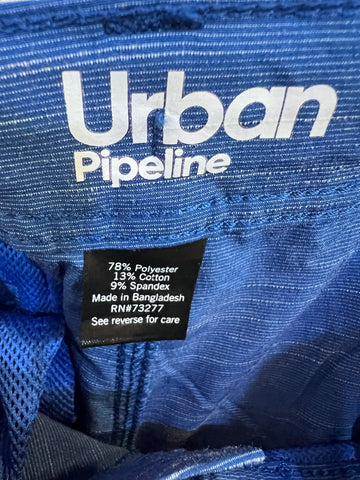 Urban
Pipeline
78% Polyester
13% Cotton
9% Spandex
Made in Bangladesh
RN#73277
See reverse for care